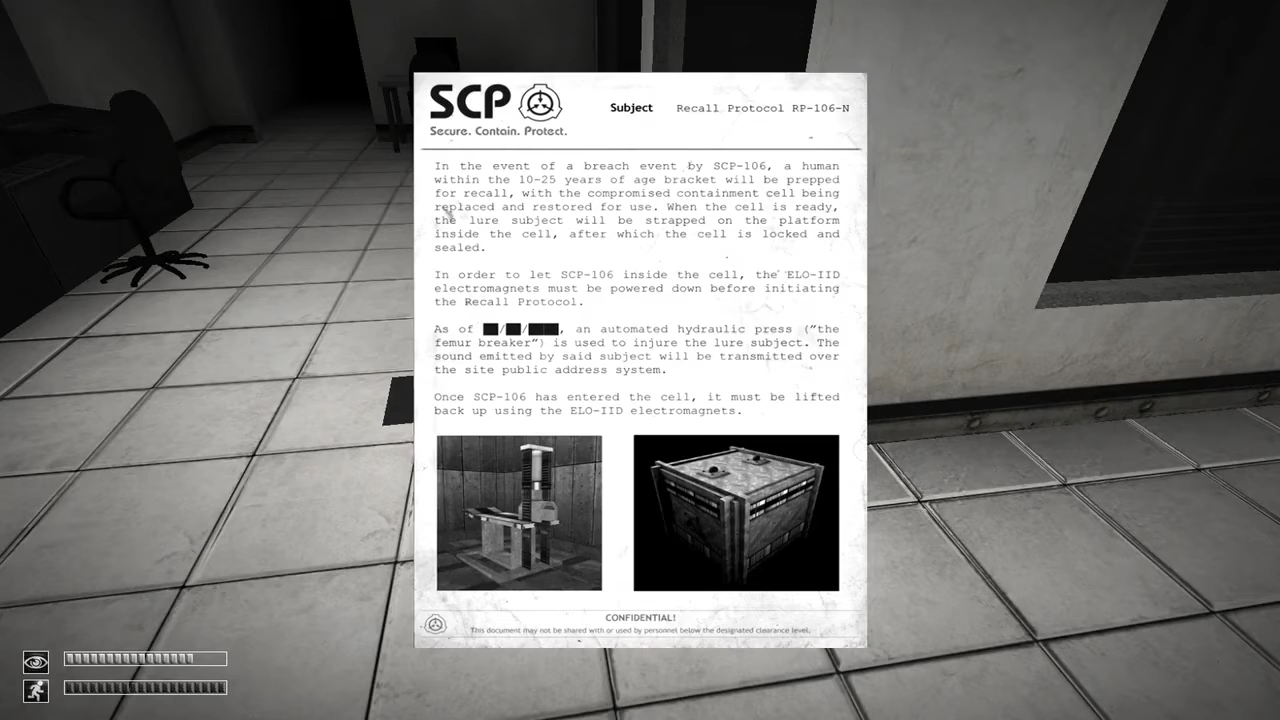 SCP
Secure. Contain. Protect.
Subject Recall Protocol RP-106-N
In the event of a breach event by SCP-106, a human
within the 10-25 years of age bracket will be prepped
for recall, with the compromised containment cell being
replaced and restored for use. When the cell is ready,
the lure subject will be strapped on the platform
inside the cell, after which the cell is locked and
sealed.
In order to let SCP-106 inside the cell, the ELO-IID
electromagnets must be powered down before initiating
the Recall Protocol.
As of ██/██/████, an automated hydraulic press ("the
femur breaker") is used to injure the lure subject. The
sound emitted by said subject will be transmitted over
the site public address system.
Once SCP-106 has entered the cell, it must be lifted
back up using the ELO-IID electromagnets.
CONFIDENTIAL!
This document may not be shared with or used by personnel below the designated clearance level.